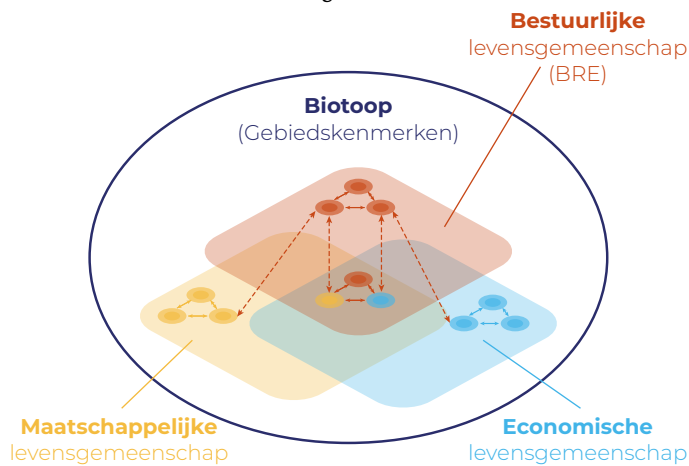 Bestuurlijke
levensgemeenschap
(BRE)
Biotoop
(Gebiedskenmerken)
Maatschappelijke
levensgemeenschap
Economische
levensgemeenschap